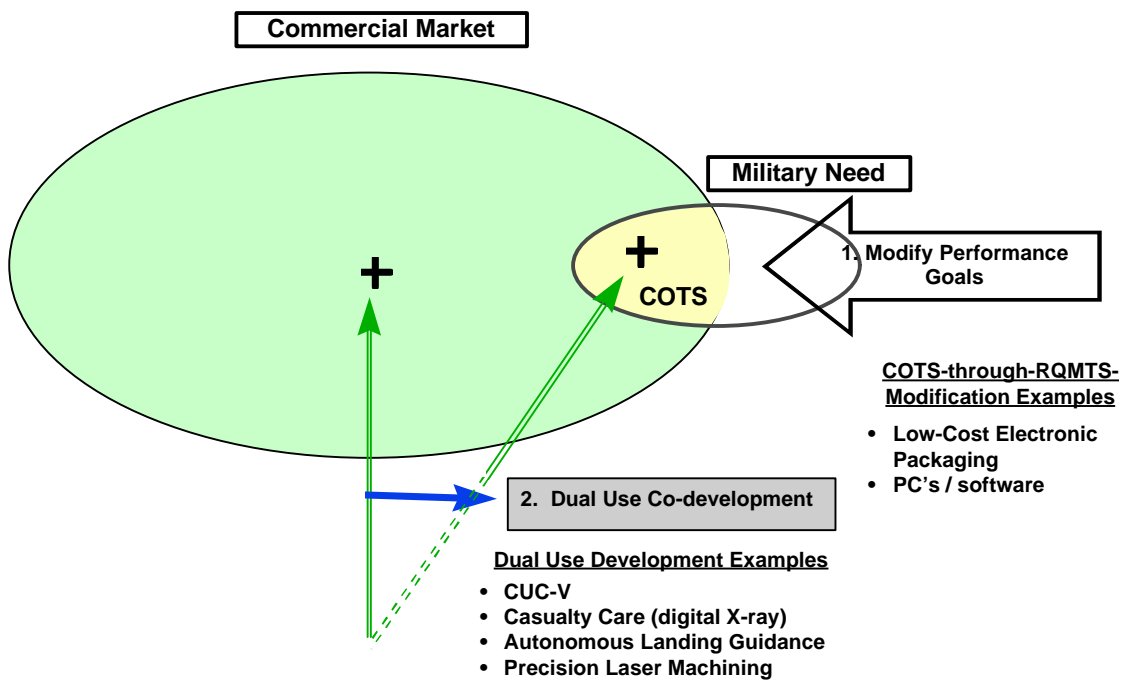 Commercial Market
Military Need
1. Modify Performance
Goals
COTS
COTS-through-RQMTS-
Modification Examples
• Low-Cost Electronic
Packaging
• PC's / software
2. Dual Use Co-development
Dual Use Development Examples
• CUC-V
• Casualty Care (digital X-ray)
• Autonomous Landing Guidance
• Precision Laser Machining